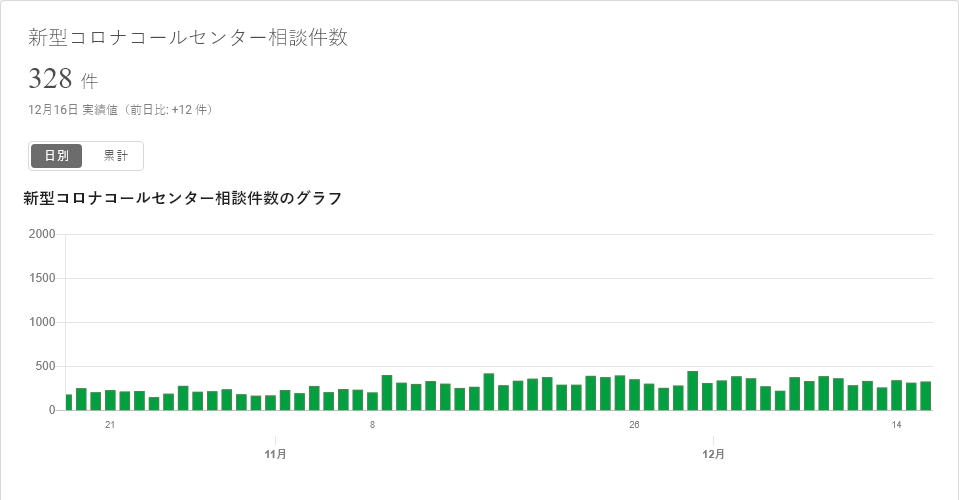 新型コロナコールセンター相談件数
328 件
12月16日 実績値（前日比: +12 件）
日別 累計
新型コロナコールセンター相談件数のグラフ
2000
1500
1000
500
0
21 8 26 14
11月 12月